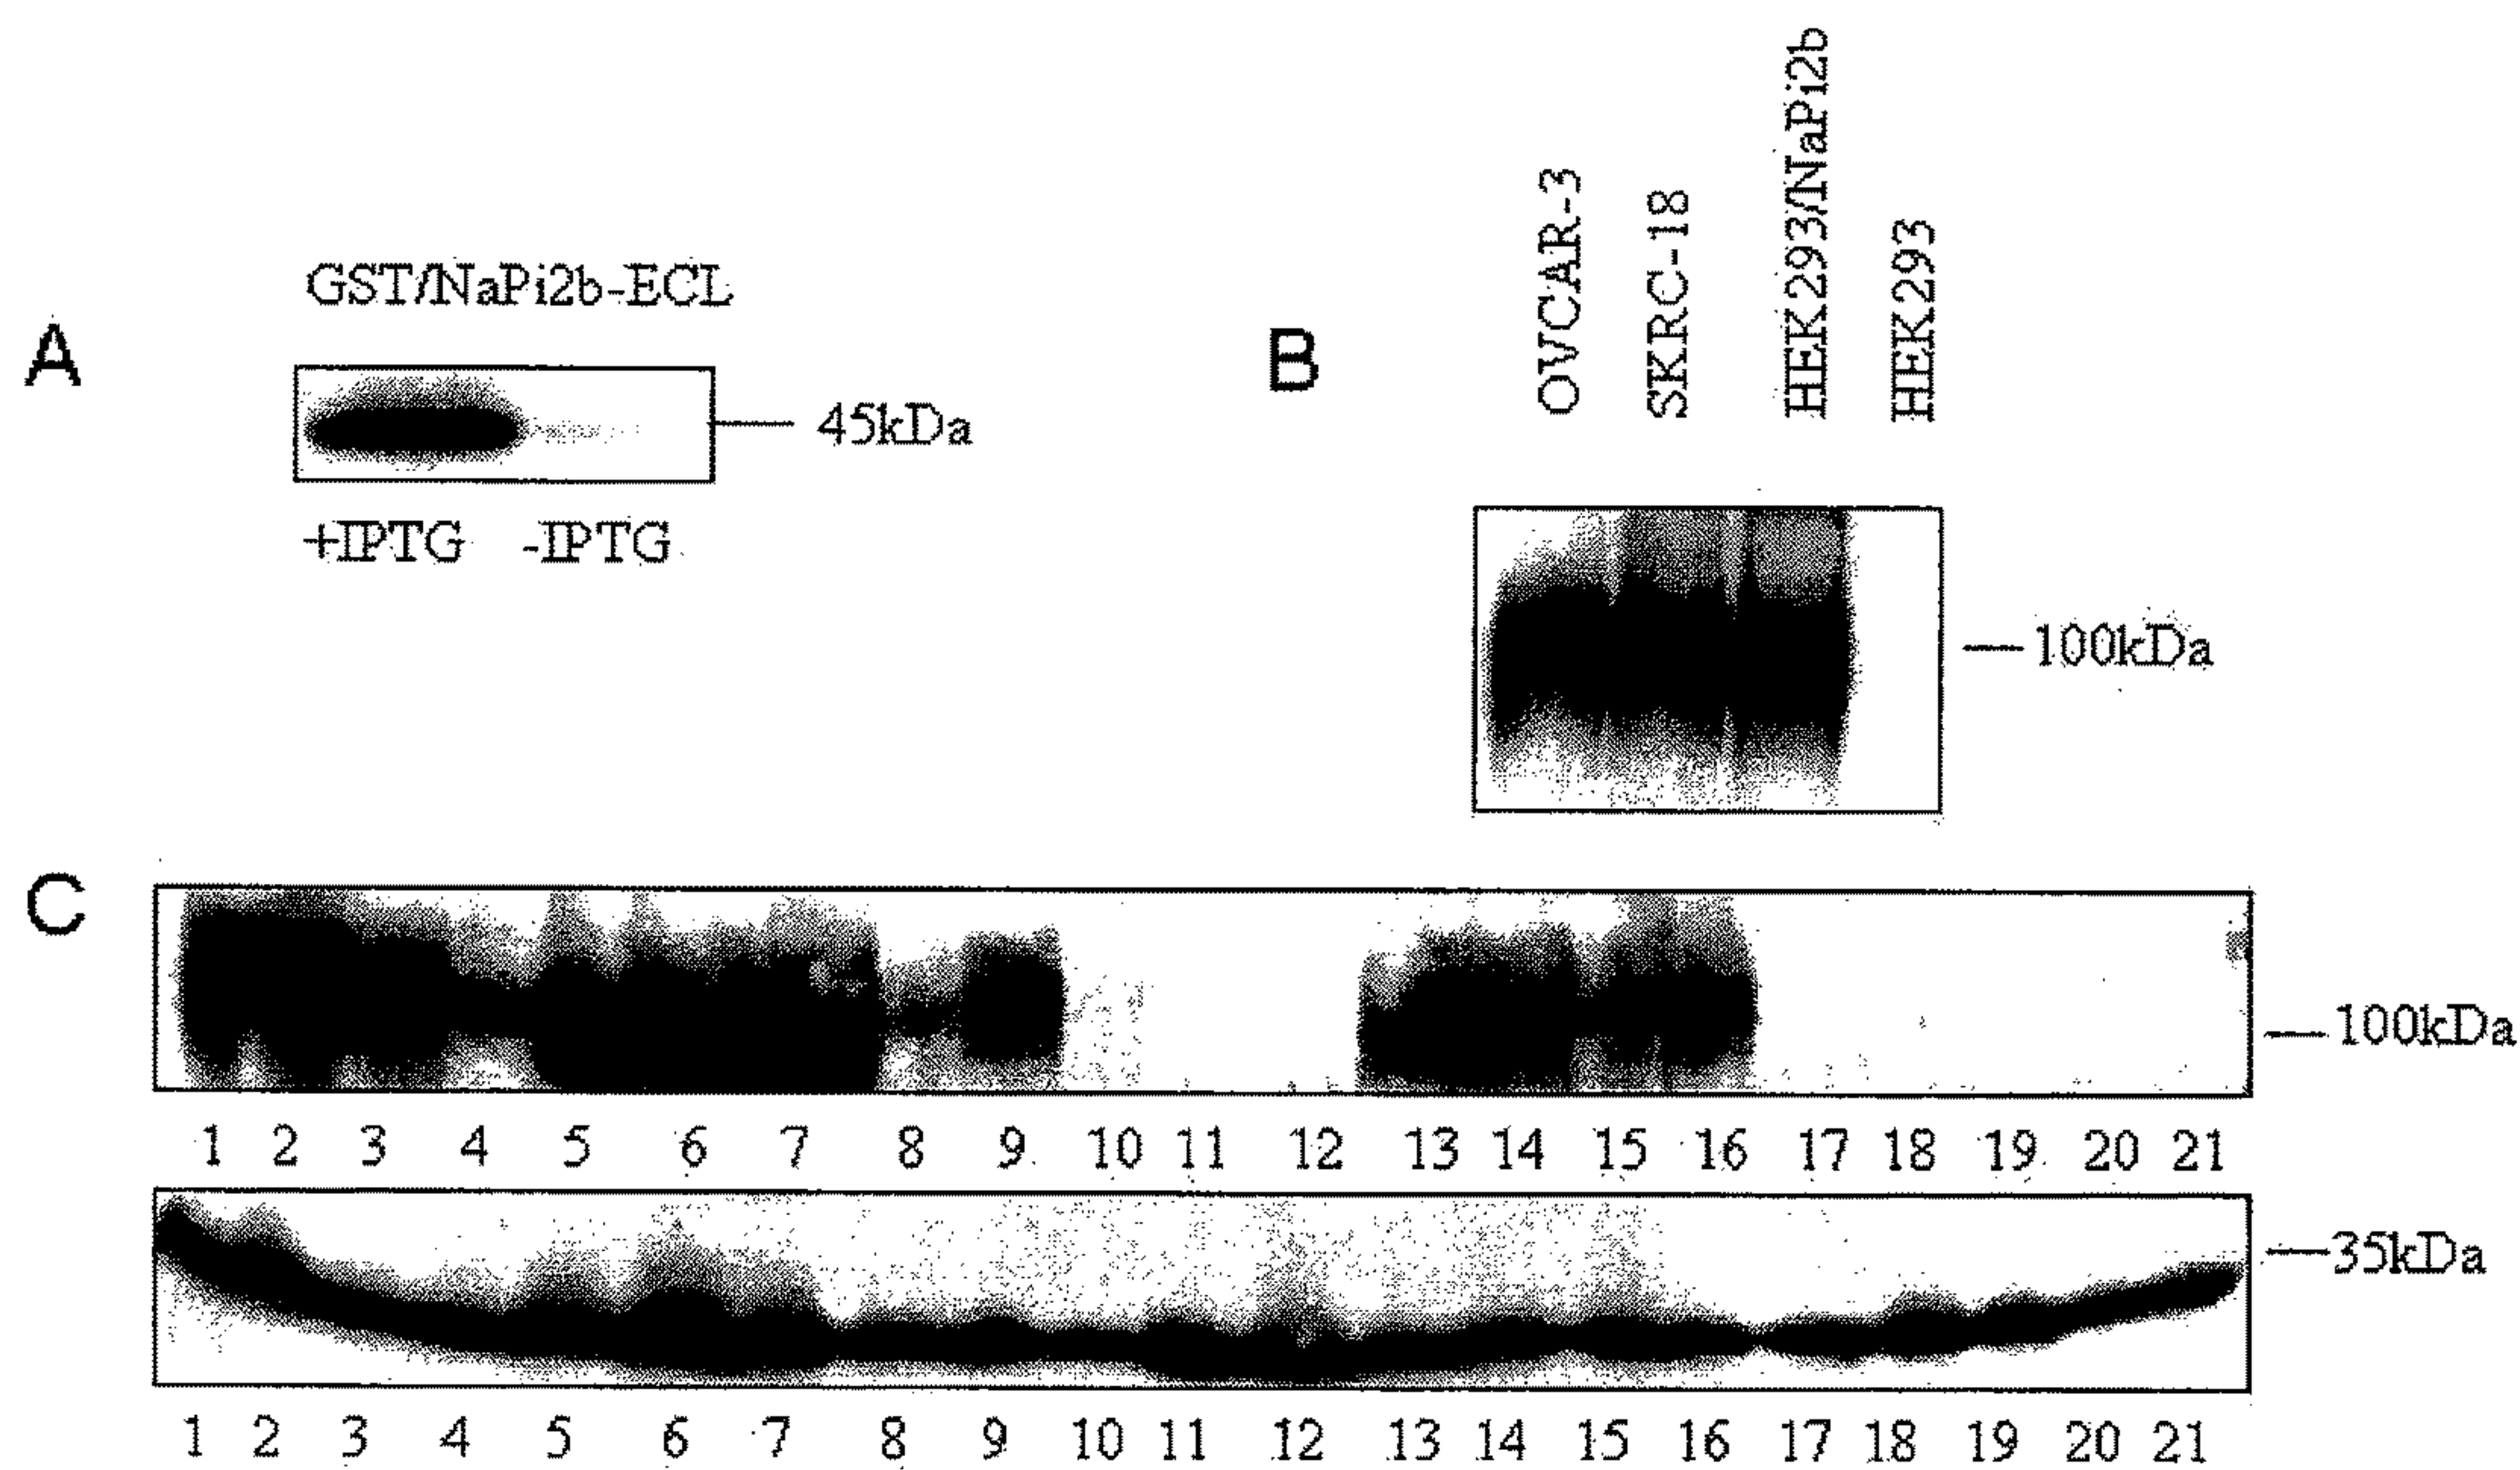 A
GST/NaPi2b-ECL
45kDa
+IPTG -IPTG
B
OVCAR-3
SKRC-18
HEK293/NaPi2b
HEK293
100kDa
C
100kDa
1 2 3 4 5 6 7 8 9 10 11 12 13 14 15 16 17 18 19 20 21
35kDa
1 2 3 4 5 6 7 8 9 10 11 12 13 14 15 16 17 18 19 20 21